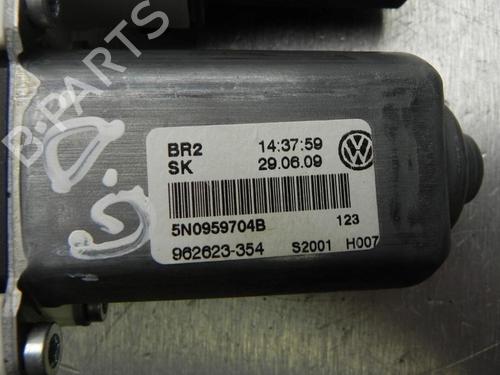 BR2 14:37:59
SK 29.06.09
5N0959704B 123
962623-354 S2001 H007
B-PARTS